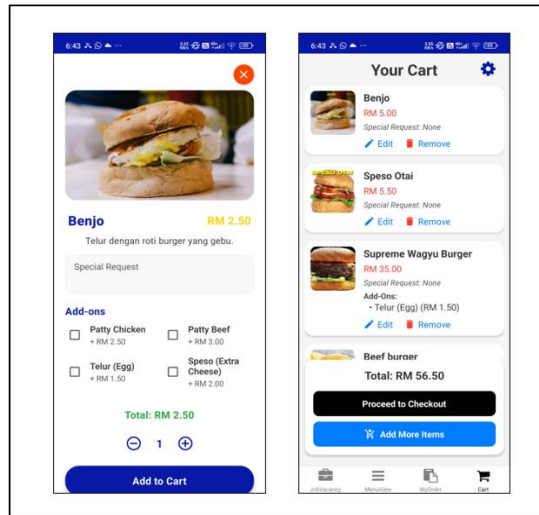 6:43
Benjo
RM 2.50
Telur dengan roti burger yang gebu.
Special Request
Add-ons
Patty Chicken
+ RM 2.50
Patty Beef
+ RM 3.00
Telur (Egg)
+ RM 1.50
Speso (Extra
Cheese)
+ RM 2.00
Total: RM 2.50
1
Add to Cart
6:43
Your Cart
Benjo
RM 5.00
Special Request: None
Edit
Remove
SPESO OTAI
Speso Otai
RM 5.50
Special Request: None
Edit
Remove
Supreme Wagyu Burger
RM 35.00
Special Request: None
Add-Ons:
• Telur (Egg) (RM 1.50)
Edit
Remove
Beef burger
Total: RM 56.50
Proceed to Checkout
Add More Items
JobVacancy
MenuView
MyOrder
Cart